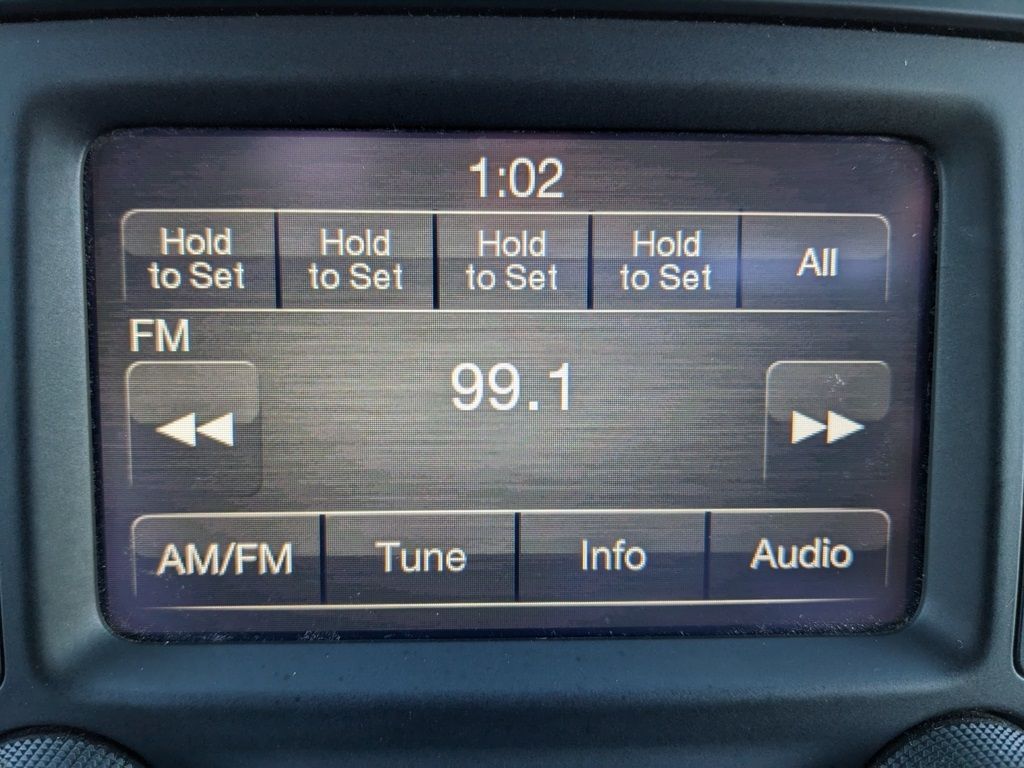 1:02
Hold to Set Hold to Set Hold to Set Hold to Set All
FM
99.1
AM/FM Tune Info Audio